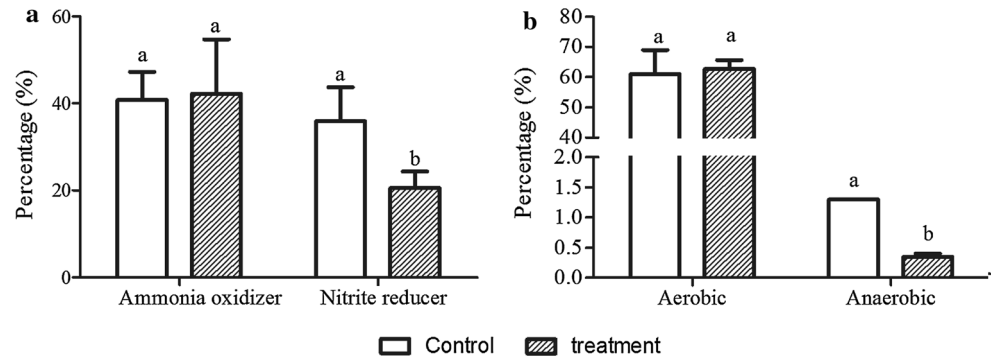 a
Percentage (%)
60
40
20
0
a
a
a
b
Ammonia oxidizer
Nitrite reducer
b
Percentage (%)
80
70
60
50
40
2.0
1.5
1.0
0.5
0.0
a
a
a
b
Aerobic
Anaerobic
Control
treatment